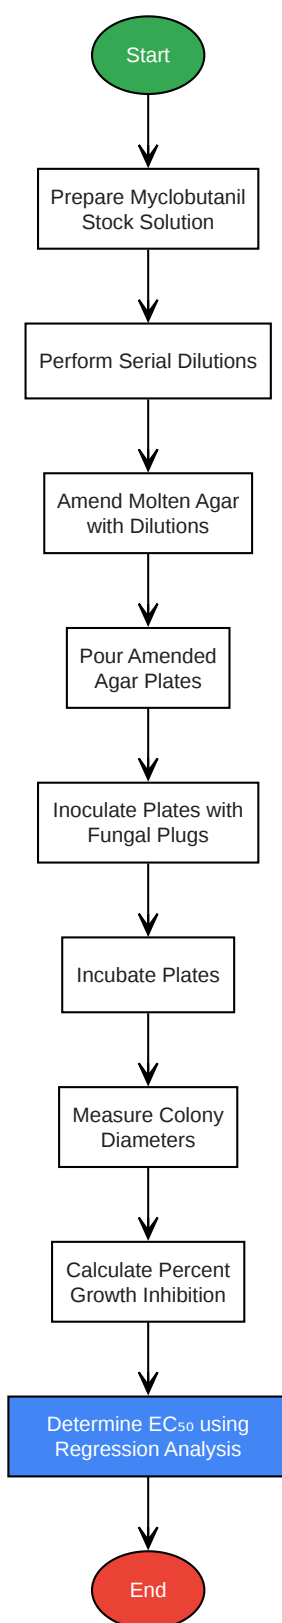 Start
Prepare Myclobutanil
Stock Solution
Perform Serial Dilutions
Amend Molten Agar
with Dilutions
Pour Amended
Agar Plates
Inoculate Plates with
Fungal Plugs
Incubate Plates
Measure Colony
Diameters
Calculate Percent
Growth Inhibition
Determine EC₅₀ using
Regression Analysis
End